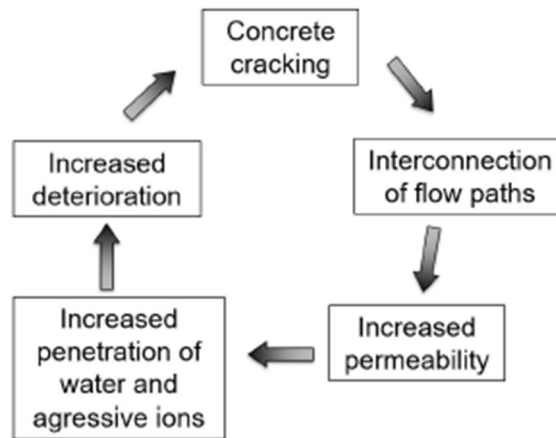 Concrete
cracking
Interconnection
of flow paths
Increased
permeability
Increased
penetration of
water and
agressive ions
Increased
deterioration